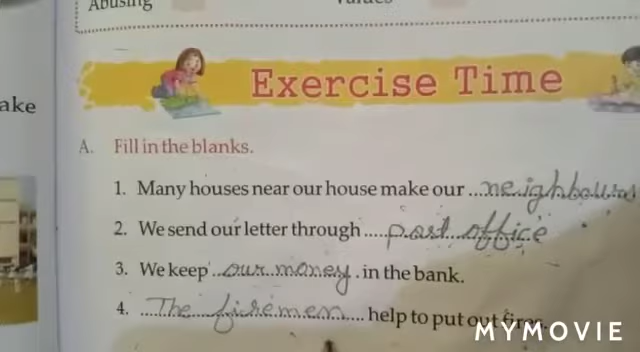 Abusing
ake
Exercise Time
A. Fill in the blanks.
1. Many houses near our house make our ...neighbours
2. We send our letter through .....post office
3. We keep ..our money. in the bank.
4. ....The firemen.... help to put out fires.
MYMOVIE